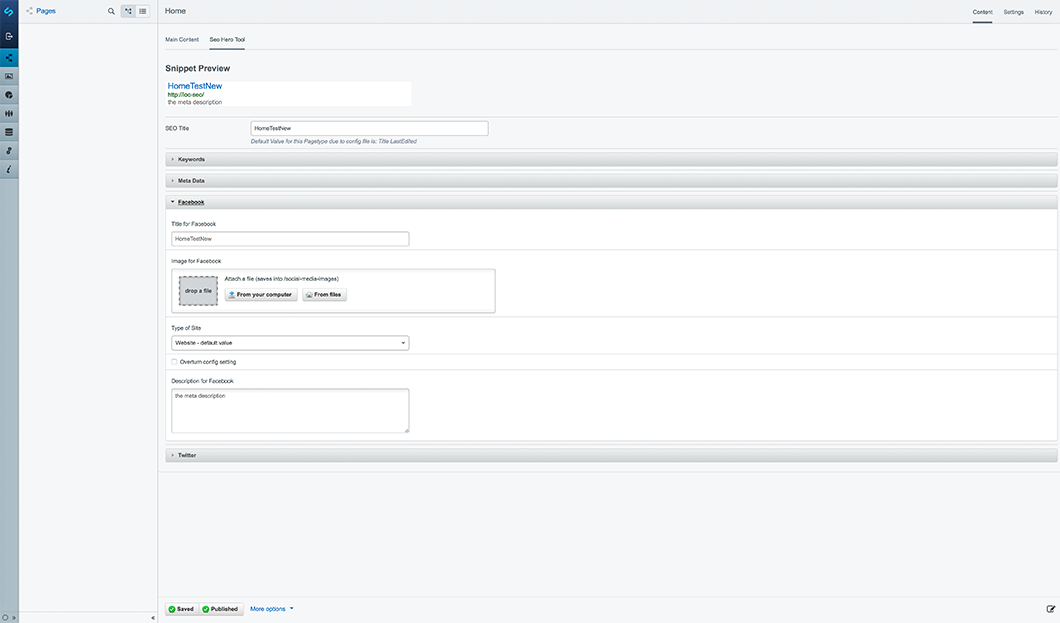 Pages
Home
Content
Settings
History
Main Content
Seo Hero Tool
Snippet Preview
HomeTestNew
http://loc-seo/
the meta description
SEO Title
HomeTestNew
Default Value for this Pagetype due to config file is: Title LastEdited
Keywords
Meta Data
Facebook
Title for Facebook
HomeTestNew
Image for Facebook
drop a file
Attach a file (saves into /social-media-images)
From your computer
From files
Type of Site
Website - default value
Overturn config setting
Description for Facebook
the meta description
Twitter
Saved
Published
More options